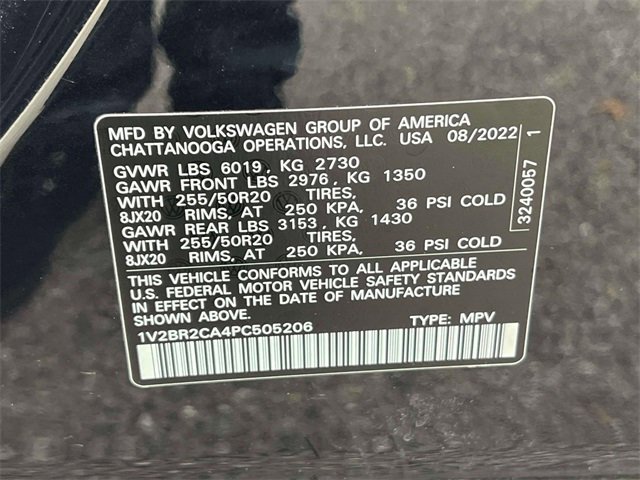 MFD BY VOLKSWAGEN GROUP OF AMERICA
CHATTANOOGA OPERATIONS, LLC. USA 08/2022
GVWR LBS 6019, KG 2730
GAWR FRONT LBS 2976, KG 1350
WITH 255/50R20 TIRES,
8JX20 RIMS, AT 250 KPA, 36 PSI COLD
GAWR REAR LBS 3153, KG 1430
WITH 255/50R20 TIRES,
8JX20 RIMS, AT 250 KPA, 36 PSI COLD
THIS VEHICLE CONFORMS TO ALL APPLICABLE
U.S. FEDERAL MOTOR VEHICLE SAFETY STANDARDS
IN EFFECT ON THE DATE OF MANUFACTURE
SHOWN ABOVE.
1V2BR2CA4PC505206 TYPE: MPV
3240057 1